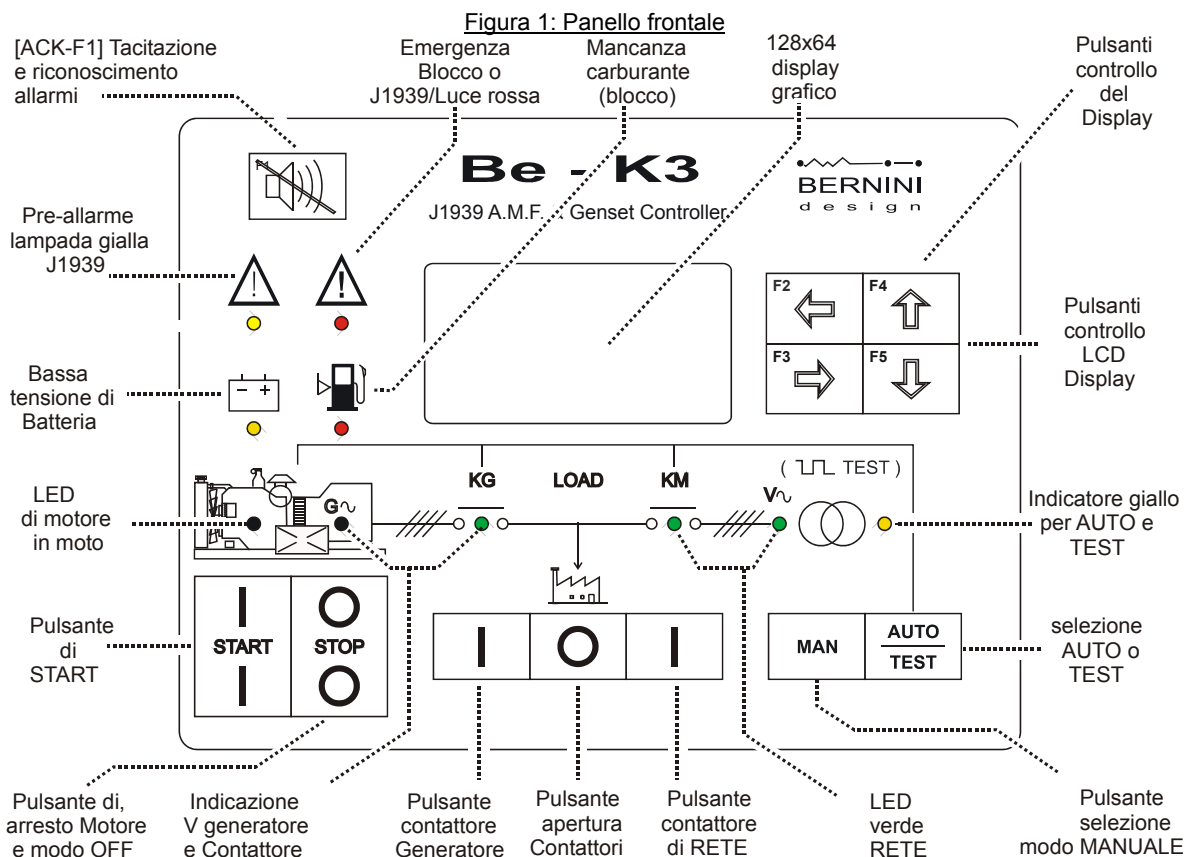 Figura 1: Panello frontale
[ACK-F1] Tacitazione
e riconoscimento
allarmi
Emergenza
Blocco o
J1939/Luce rossa
Mancanza
carburante
(blocco)
128x64
display
grafico
Pulsanti
controllo
del
Display
Be - K3
J1939 A.M.F. Genset Controller
BERNINI
design
Pre-allarme
lampada gialla
J1939
F2
F4
F3
F5
Pulsanti
controllo
LCD
Display
Bassa
tensione di
Batteria
- +
KG
LOAD
KM
( TEST )
LED
di motore
in moto
G∿
V∿
Indicatore giallo
per AUTO e
TEST
Pulsante
di
START
START
STOP
MAN
AUTO
TEST
selezione
AUTO o
TEST
Pulsante di,
arresto Motore
e modo OFF
Indicazione
V generatore
e Contattore
Pulsante
contattore
Generatore
Pulsante
apertura
Contattori
Pulsante
contattore
di RETE
LED
verde
RETE
Pulsante
selezione
modo MANUALE